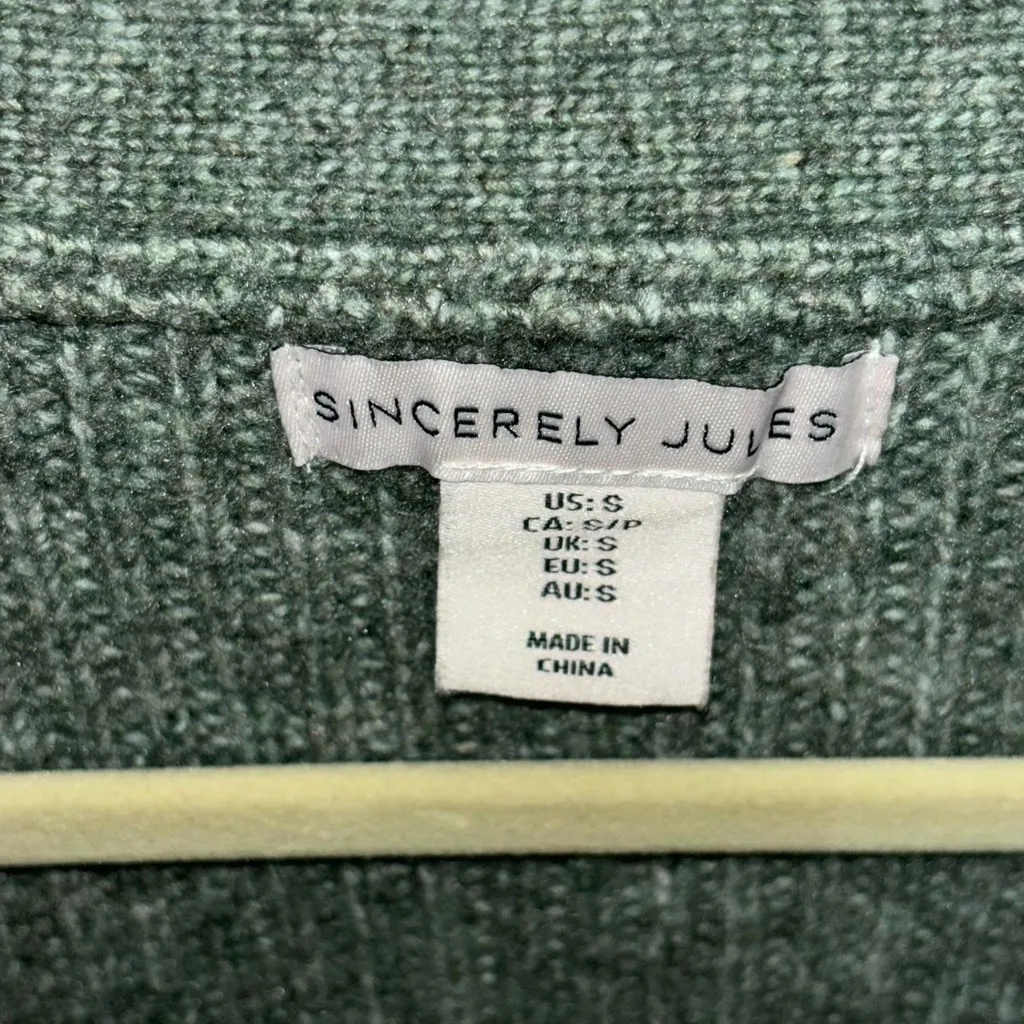 SINCERELY JULES
US: S
CA: S/P
UK: S
EU: S
AU: S
MADE IN
CHINA